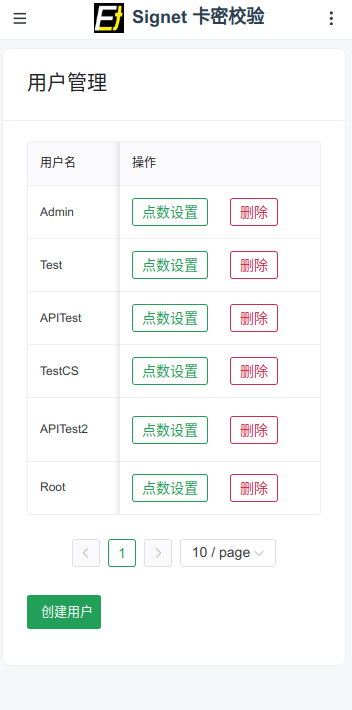 Et Signet 卡密校验
用户管理
用户名 操作
Admin 点数设置 删除
Test 点数设置 删除
APITest 点数设置 删除
TestCS 点数设置 删除
APITest2 点数设置 删除
Root 点数设置 删除
1 10 / page
创建用户